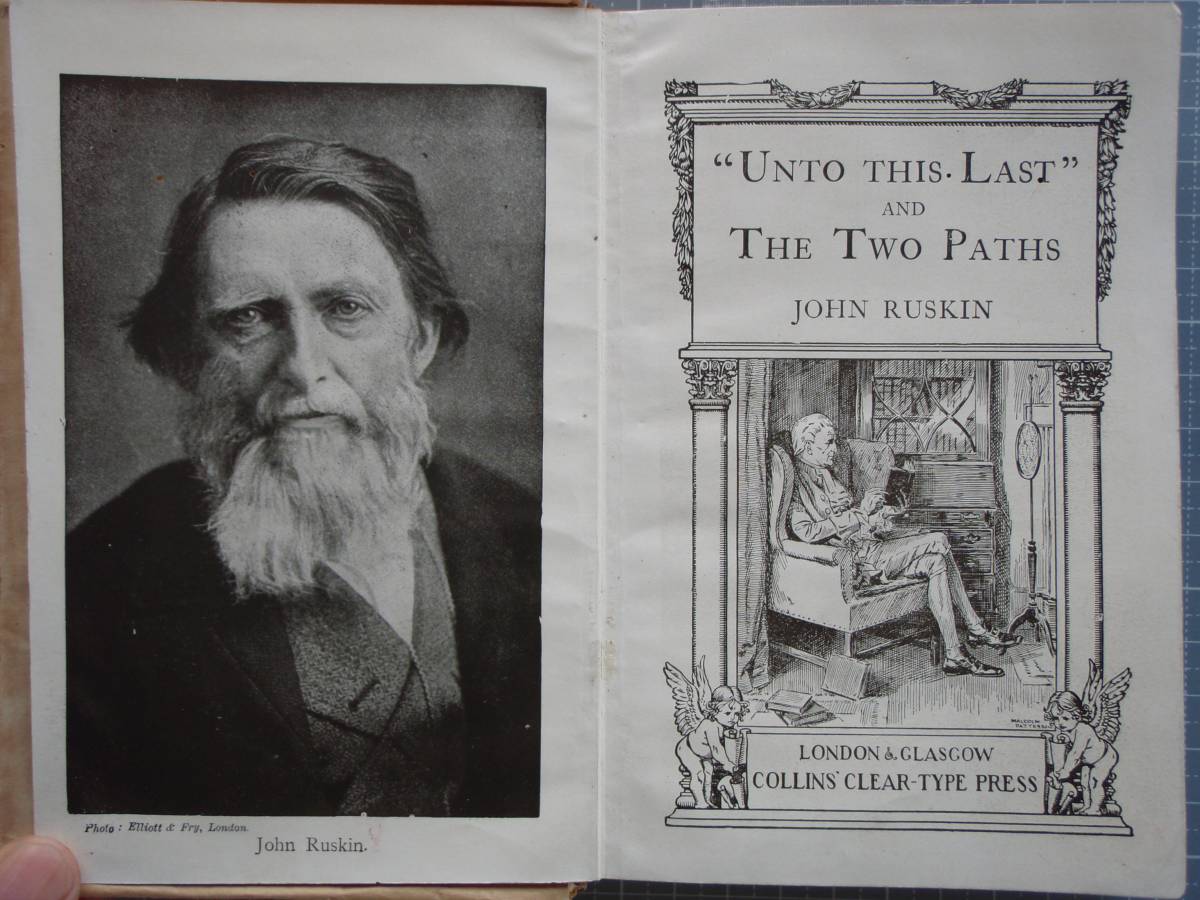 Photo : Elliott & Fry, London.
John Ruskin.
“UNTO THIS LAST”
AND
THE TWO PATHS
JOHN RUSKIN
MALCOLM
PATTERSON
LONDON & GLASGOW
COLLINS' CLEAR-TYPE PRESS